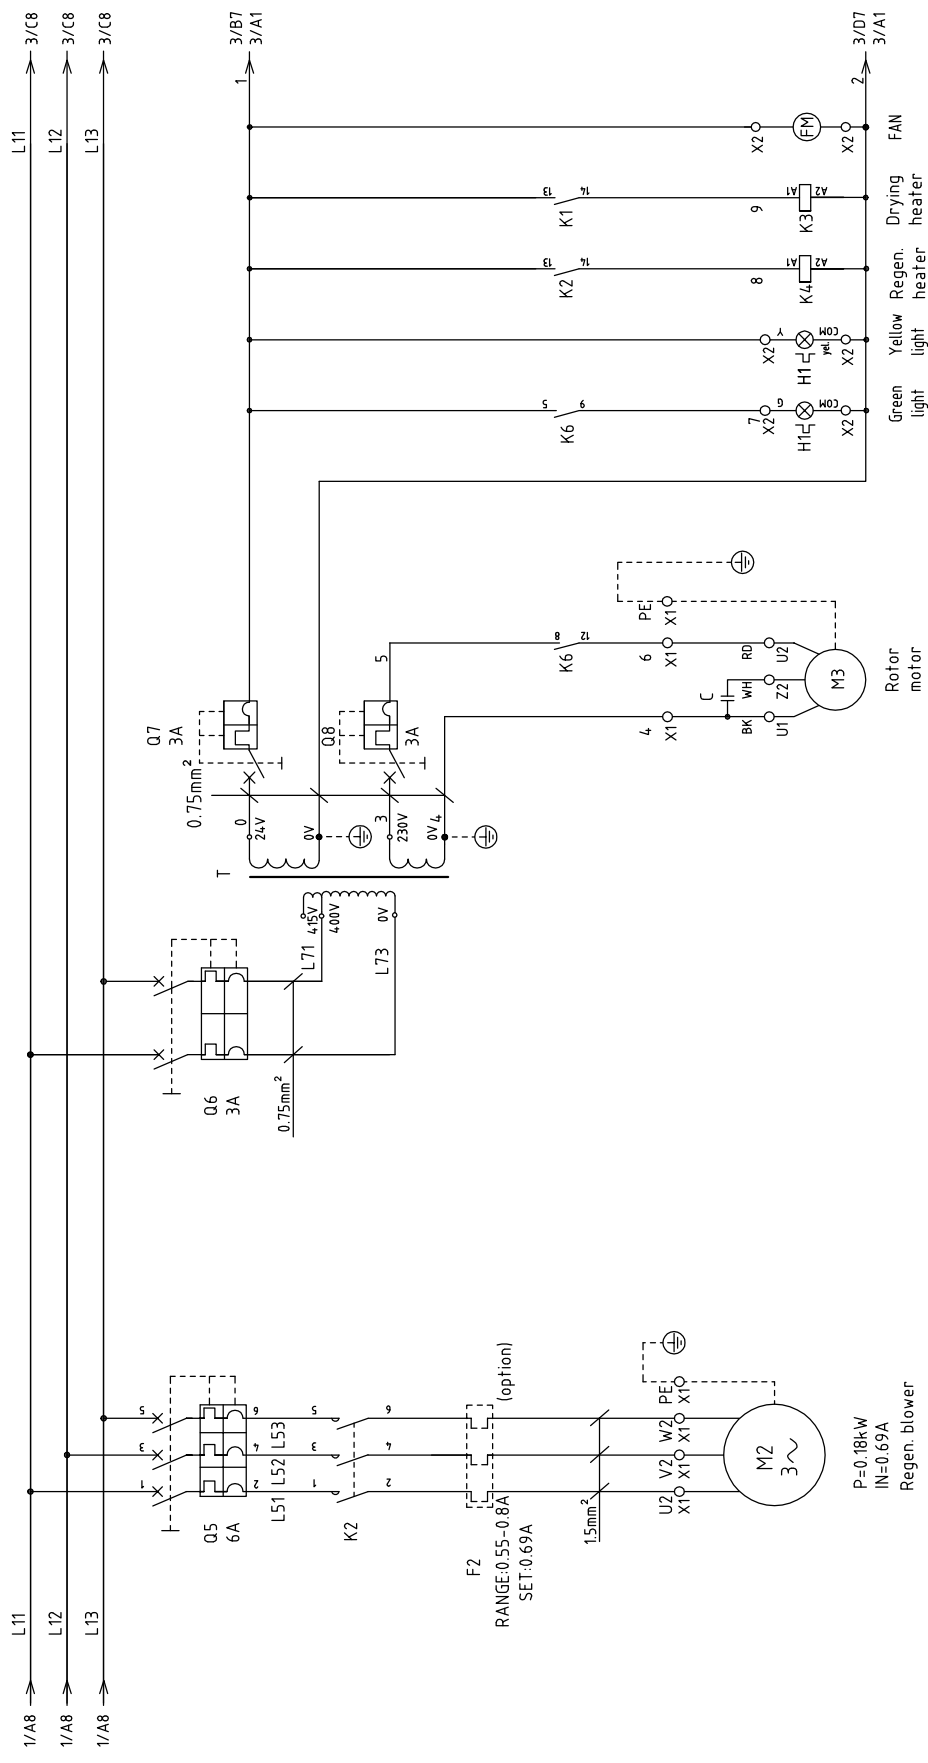 1/A8
L11
L11
3/C8
1/A8
L12
L12
3/C8
1/A8
L13
L13
3/C8
1
3
5
Q5
6A
2
4
6
L51
L52
L53
1
3
5
K2
2
4
6
F2
(option)
RANGE:0.55-0.8A
SET:0.69A
1.5mm²
U2
V2
W2
PE
X1
X1
X1
X1
M2
3~
P=0.18kW
IN=0.69A
Regen. blower
Q6
3A
0.75mm²
L71
L73
415V
400V
0V
T
24V
0V
230V
0V
0
3
4
0.75mm²
Q7
3A
Q8
3A
5
8
K6
12
4
6
PE
X1
X1
X1
C
BK
WH
RD
U1
Z2
U2
M3
Rotor
motor
1
3/B7
3/A1
5
K6
9
7
X2
G
H1
COM
X2
Green
light
X2
Y
H1
yel.
COM
X2
Yellow
light
13
K2
14
8
A1
K4
A2
Regen.
heater
13
K1
14
9
A1
K3
A2
Drying
heater
X2
FM
X2
FAN
2
3/D7
3/A1